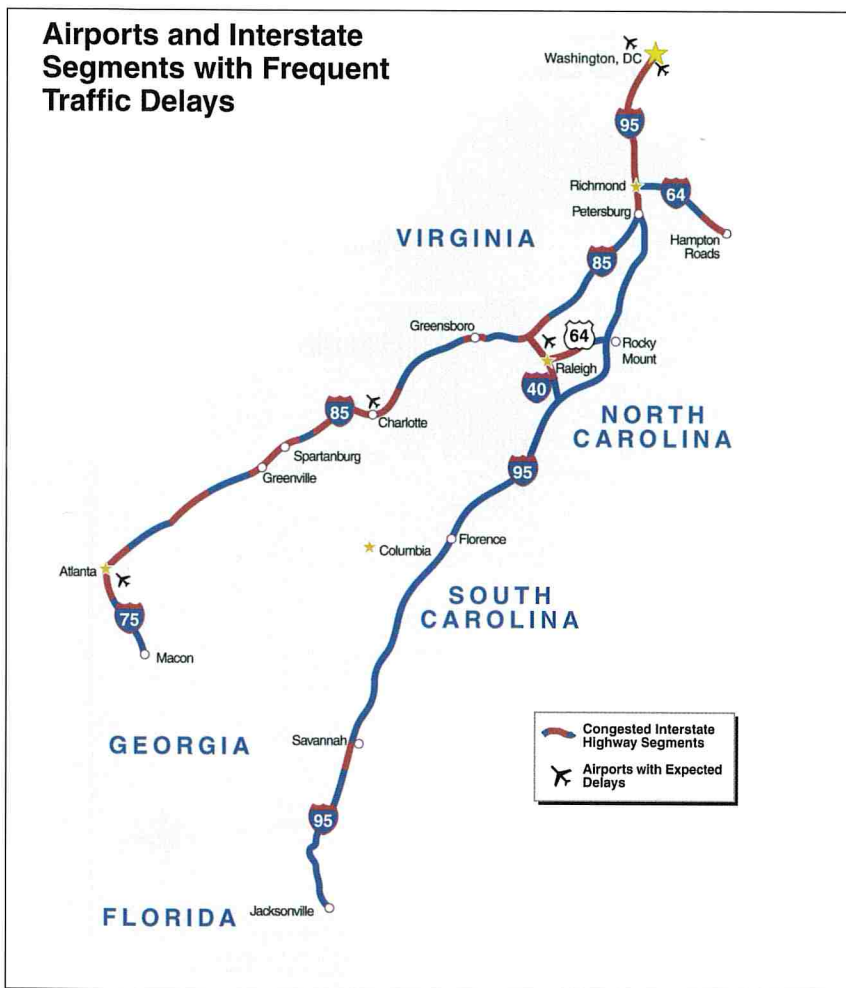 Airports and Interstate
Segments with Frequent
Traffic Delays
Washington, DC
95
Richmond
64
Petersburg
Hampton
Roads
VIRGINIA
85
Greensboro
64
Rocky
Mount
Raleigh
40
85
Charlotte
NORTH
CAROLINA
Spartanburg
Greenville
95
Florence
Columbia
Atlanta
SOUTH
CAROLINA
75
Macon
GEORGIA
Savannah
Congested Interstate
Highway Segments
Airports with Expected
Delays
95
FLORIDA
Jacksonville